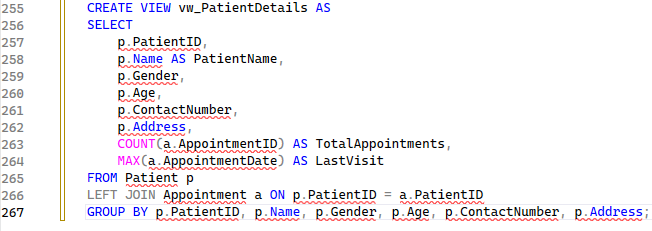 255 CREATE VIEW vw_PatientDetails AS
256 SELECT
257 p.PatientID,
258 p.Name AS PatientName,
259 p.Gender,
260 p.Age,
261 p.ContactNumber,
262 p.Address,
263 COUNT(a.AppointmentID) AS TotalAppointments,
264 MAX(a.AppointmentDate) AS LastVisit
265 FROM Patient p
266 LEFT JOIN Appointment a ON p.PatientID = a.PatientID
267 GROUP BY p.PatientID, p.Name, p.Gender, p.Age, p.ContactNumber, p.Address;